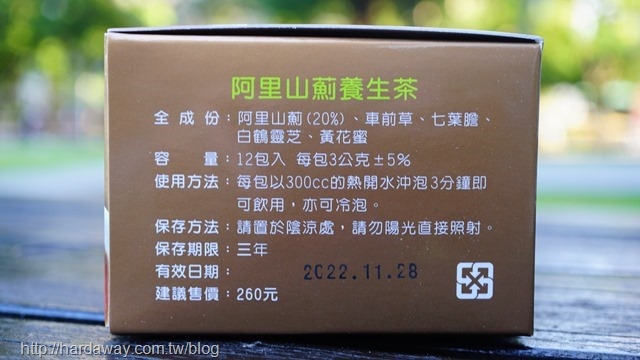 阿里山薊養生茶
全成份：阿里山薊(20%)、車前草、七葉膽、
白鶴靈芝、黃花蜜
容　量：12包入 每包3公克±5%
使用方法：每包以300cc的熱開水沖泡3分鐘即
可飲用，亦可冷泡。
保存方法：請置於陰涼處，請勿陽光直接照射。
保存期限：三年
有效日期：2022.11.28
建議售價：260元
http://hardaway.com.tw/blog